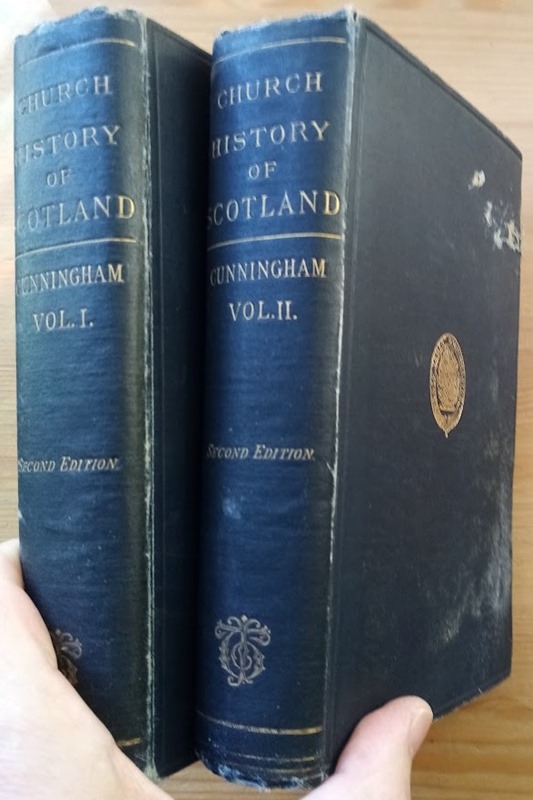 CHURCH
HISTORY
OF
SCOTLAND
CUNNINGHAM
VOL. I.
SECOND EDITION.
CHURCH
HISTORY
OF
SCOTLAND
CUNNINGHAM
VOL. II.
SECOND EDITION.